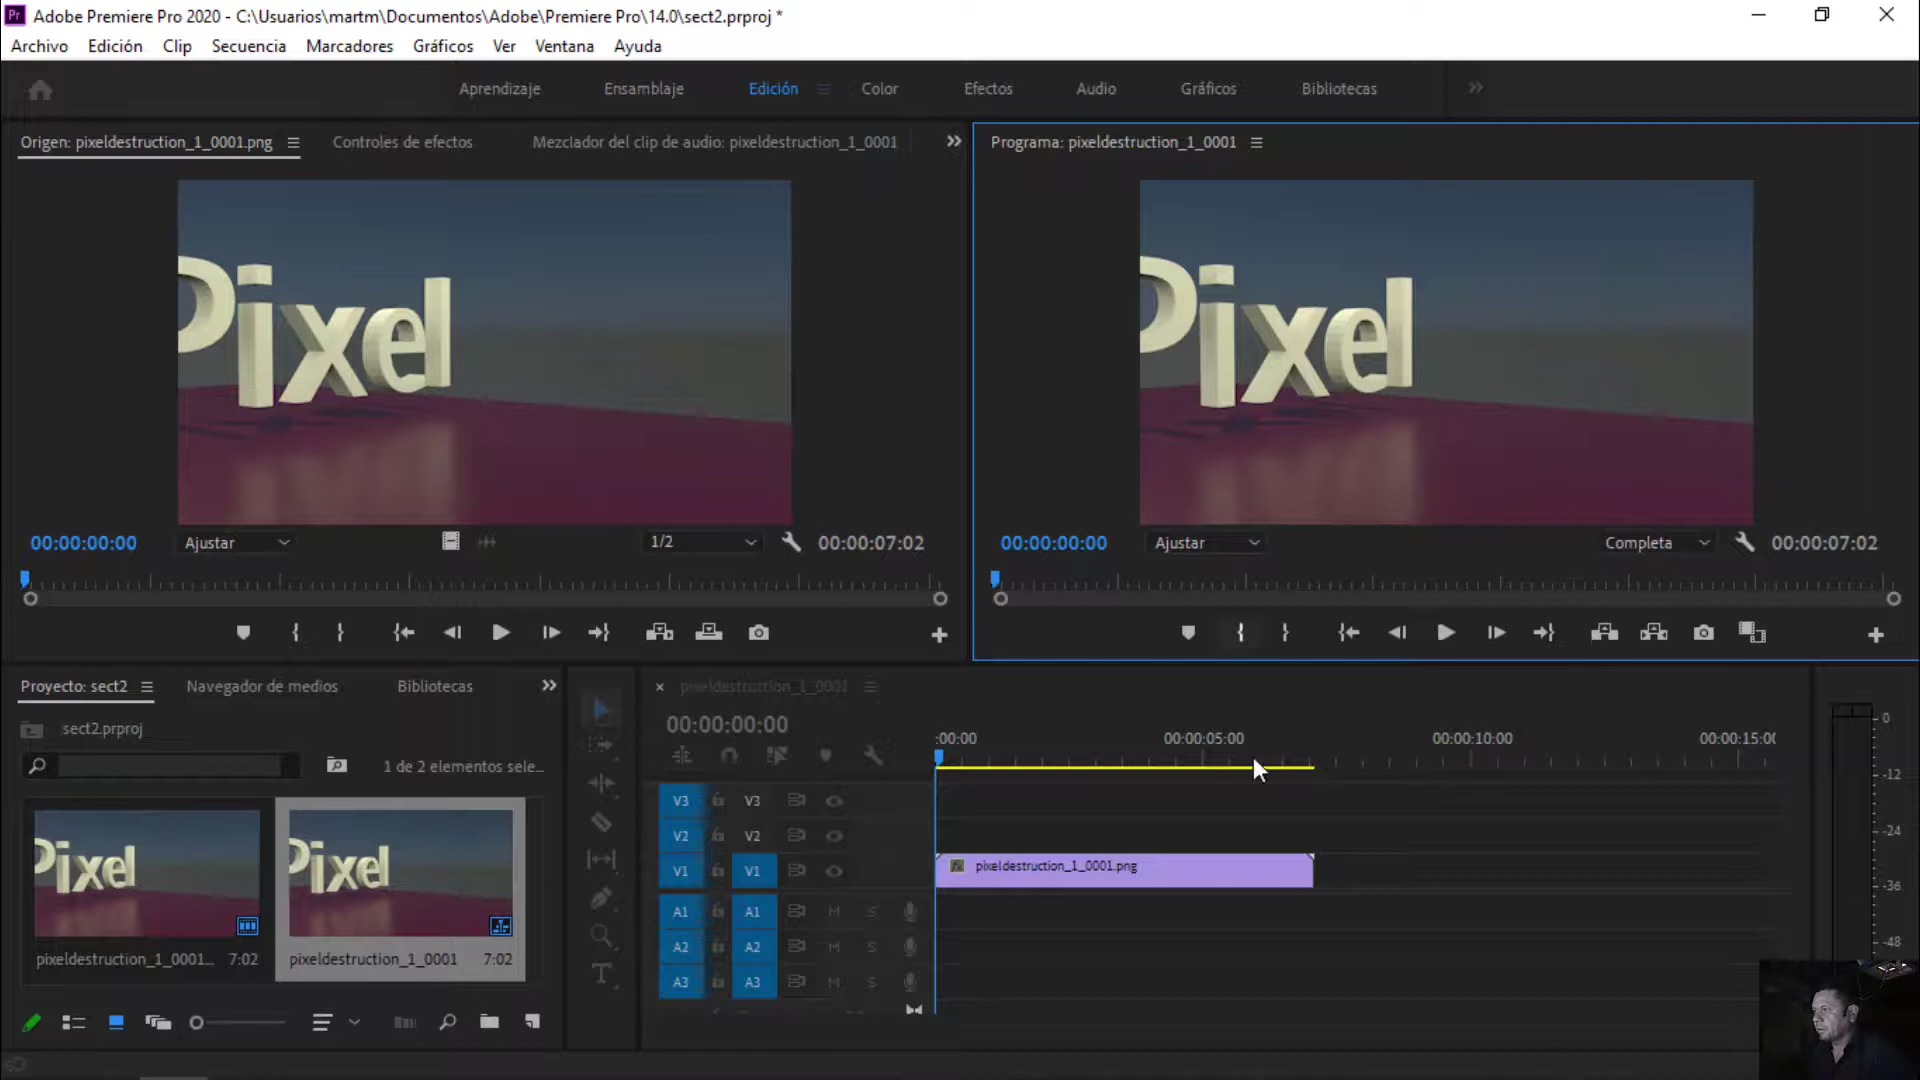 Adobe Premiere Pro 2020 - C:\Usuarios\martm\Documentos\Adobe\Premiere Pro\14.0\sect2.prproj *
Archivo Edición Clip Secuencia Marcadores Gráficos Ver Ventana Ayuda
Aprendizaje Ensamblaje Edición Color Efectos Audio Gráficos Bibliotecas
Origen: pixeldestruction_1_0001.png Controles de efectos Mezclador del clip de audio: pixeldestruction_1_0001
Programa: pixeldestruction_1_0001
Pixel
Pixel
00:00:00:00 Ajustar 1/2 00:00:07:02
00:00:00:00 Ajustar Completa 00:00:07:02
Proyecto: sect2 Navegador de medios Bibliotecas
pixeldestruction_1_0001
sect2.prproj
00:00:00:00
1 de 2 elementos sele...
:00:00 00:00:05:00 00:00:10:00 00:00:15:00
V3 V3
V2 V2
V1 V1 pixeldestruction_1_0001.png
A1 A1 M S
A2 A2 M S
A3 A3 M S
Pixel
Pixel
pixeldestruction_1_0001... 7:02
pixeldestruction_1_0001 7:02
0
-12
-24
-36
-48